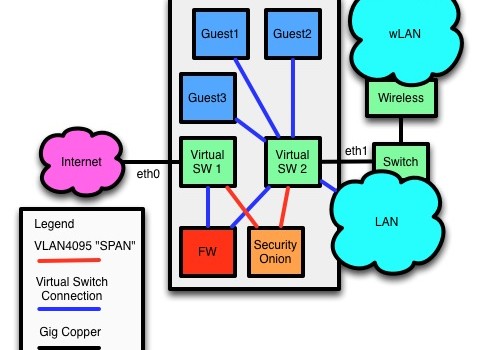 Guest1
Guest2
wLAN
Guest3
Wireless
Internet
eth0
Virtual
SW 1
Virtual
SW 2
eth1
Switch
LAN
FW
Security
Onion
Legend
VLAN4095 "SPAN"
Virtual Switch
Connection
Gig Copper